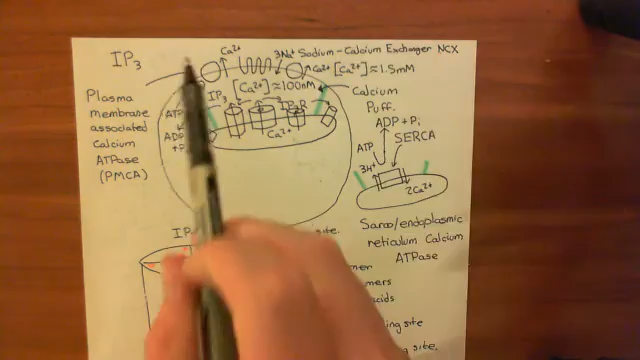 IP3
Ca2+
3Na+ Sodium-Calcium Exchanger NCX
Ca2+ [Ca2+]≈1.5mM
IP3 [Ca2+]≈100nM
Calcium
Puff.
Plasma
membrane
associated
Calcium
ATPase
(PMCA)
ADP
+P
IP3R
Ca2+
ADP+Pi
ATP
SERCA
3H+
2Ca2+
Sarco/endoplasmic
reticulum Calcium
ATPase
IP
site.
mer
mers
acids
ing site
ng site.